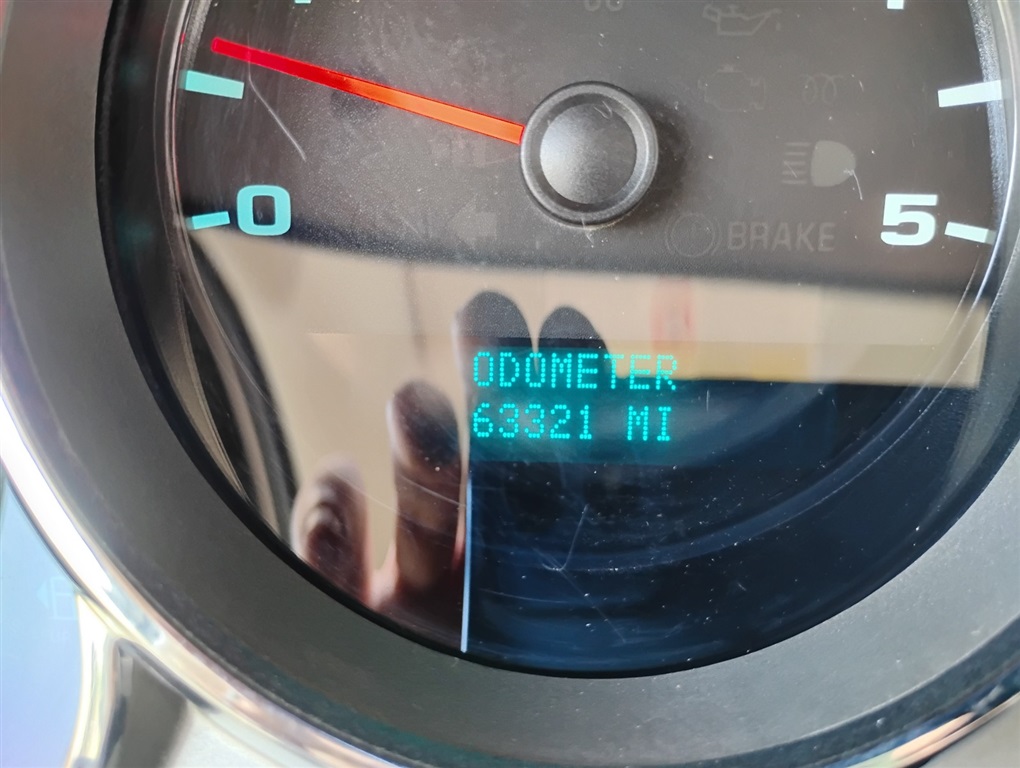 0
BRAKE
5
ODOMETER
63321 MI